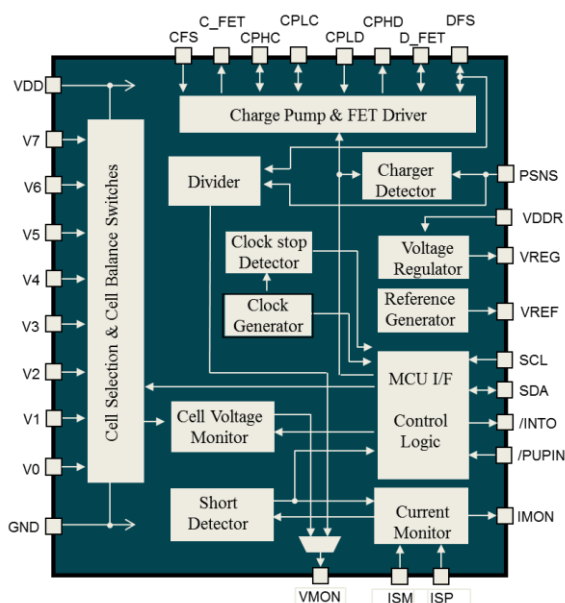 CFS C_FET CPHC CPLC CPLD CPHD D_FET DFS
VDD
Charge Pump & FET Driver
V7
V6
V5
V4
V3
V2
V1
V0
GND
Cell Selection & Cell Balance Switches
Divider
Charger
Detector
PSNS
VDDR
Clock stop
Detector
Voltage
Regulator
VREG
Clock
Generator
Reference
Generator
VREF
MCU I/F
Control
Logic
SCL
SDA
/INTO
/PUPIN
Cell Voltage
Monitor
Short
Detector
Current
Monitor
IMON
VMON ISM ISP